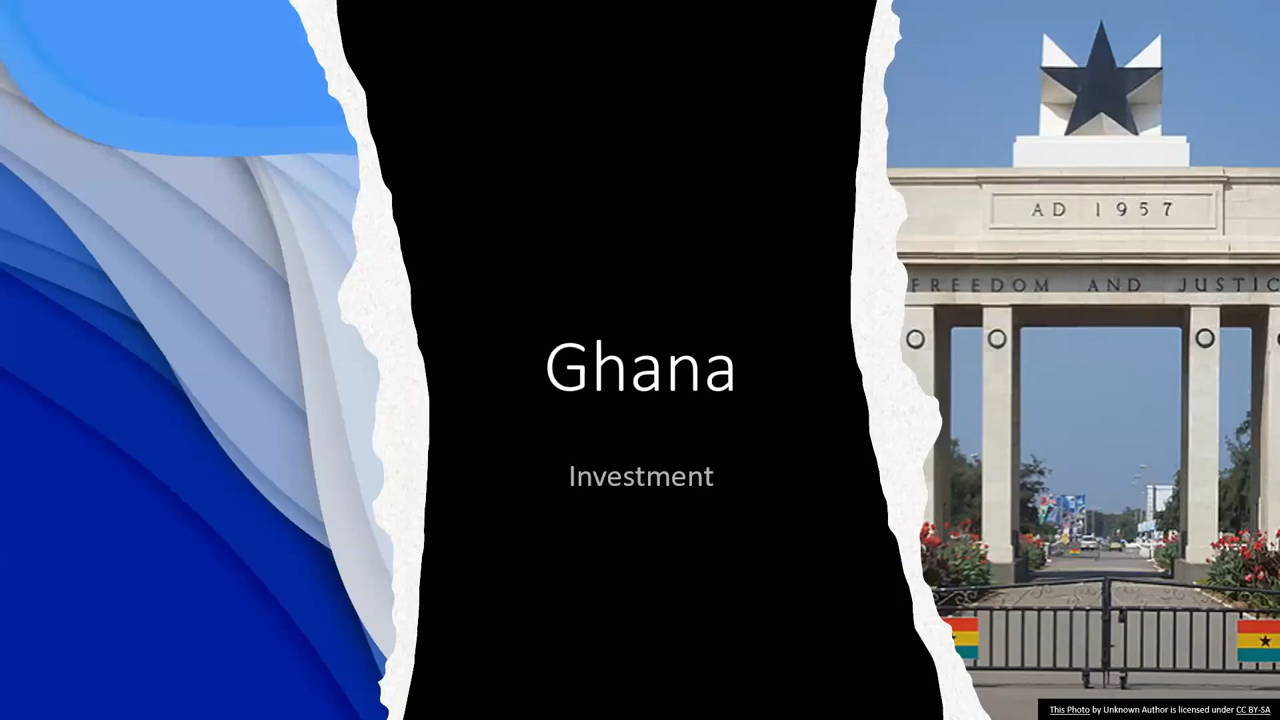 Ghana
Investment
AD 1957
FREEDOM AND JUSTIC
This Photo by Unknown Author is licensed under CC BY-SA